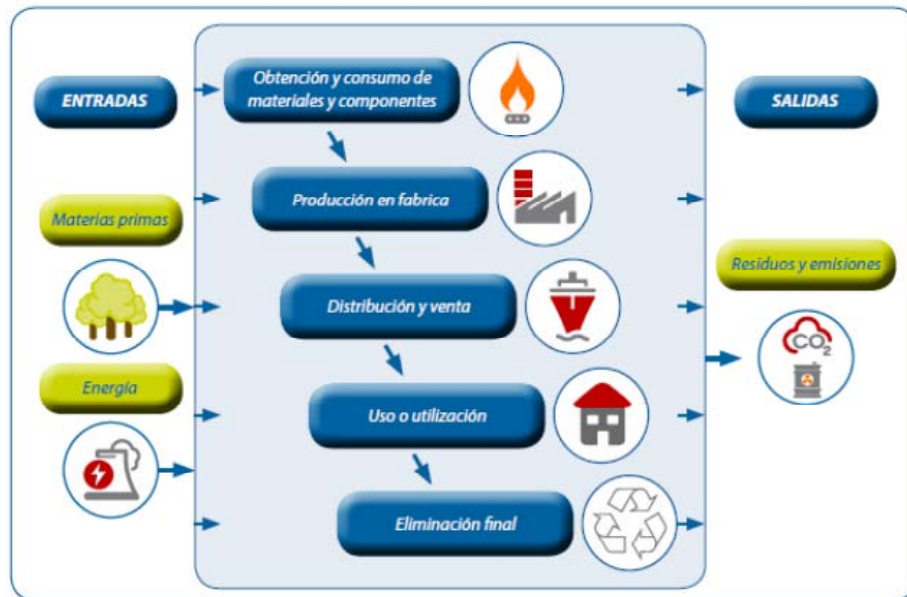 ENTRADAS
Obtención y consumo de
materiales y componentes
SALIDAS
Materias primas
Producción en fabrica
Residuos y emisiones
Distribución y venta
CO2
Energía
Uso o utilización
Eliminación final